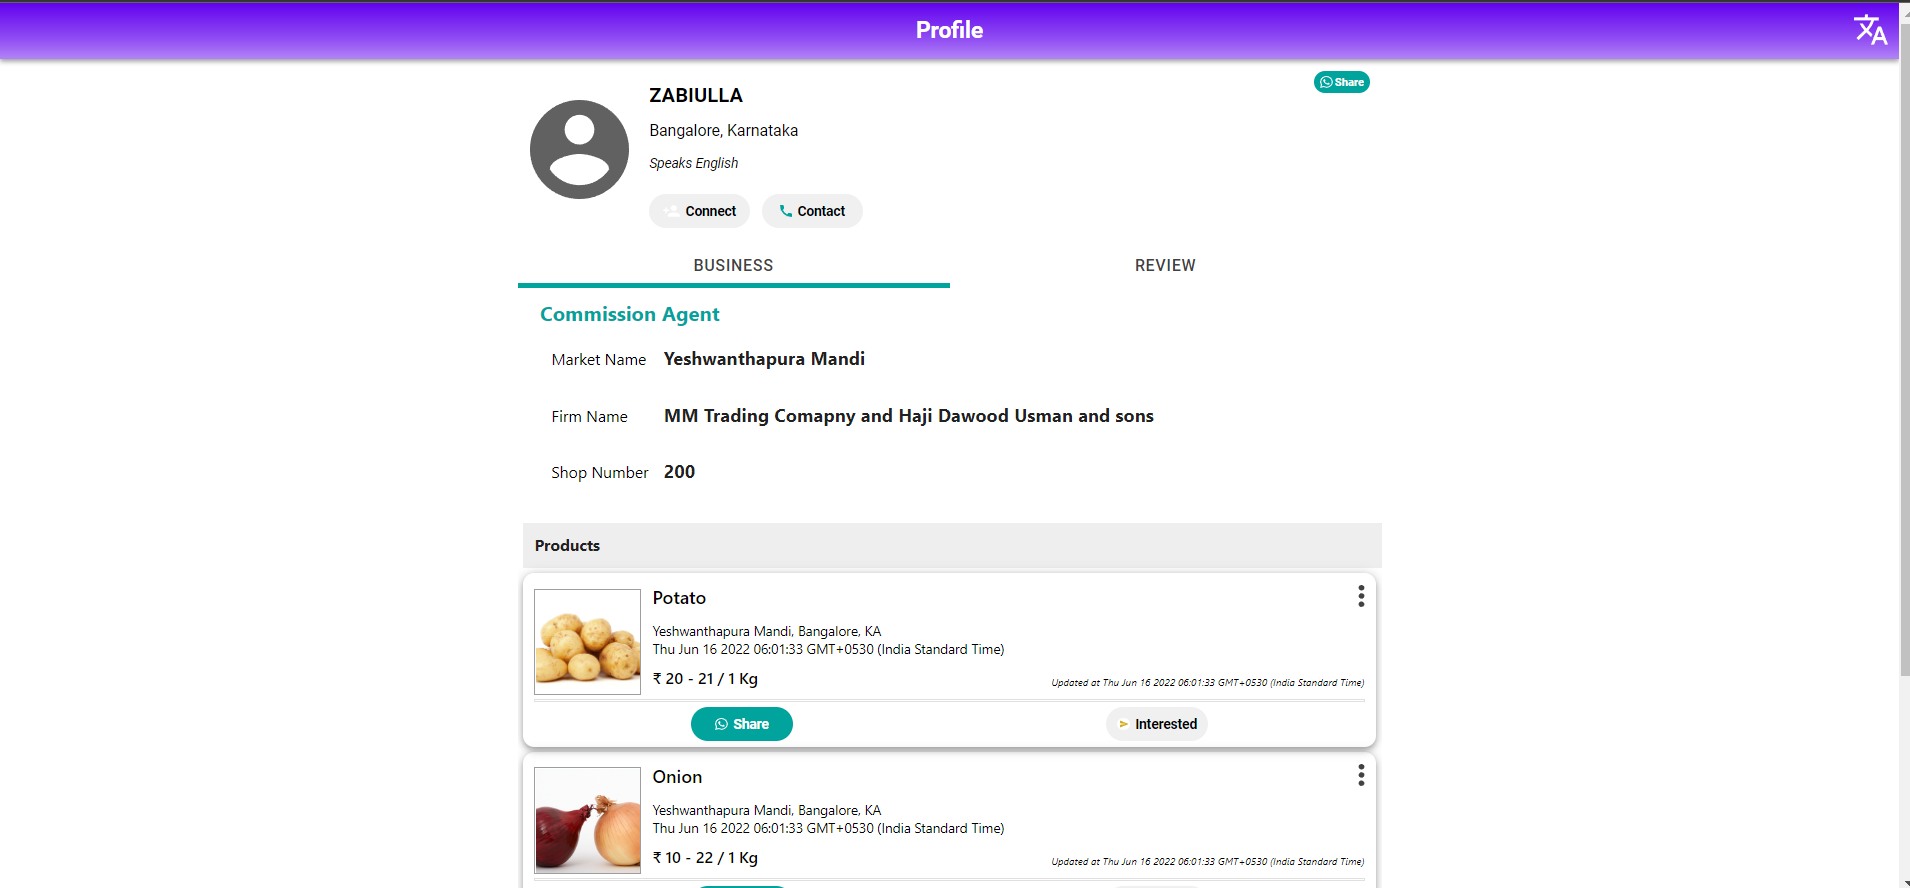 Profile
Share
ZABIULLA
Bangalore, Karnataka
Speaks English
Connect Contact
BUSINESS REVIEW
Commission Agent
Market Name Yeshwanthapura Mandi
Firm Name MM Trading Comapny and Haji Dawood Usman and sons
Shop Number 200
Products
Potato
Yeshwanthapura Mandi, Bangalore, KA
Thu Jun 16 2022 06:01:33 GMT+0530 (India Standard Time)
₹ 20 - 21 / 1 Kg
Updated at Thu Jun 16 2022 06:01:33 GMT+0530 (India Standard Time)
Share Interested
Onion
Yeshwanthapura Mandi, Bangalore, KA
Thu Jun 16 2022 06:01:33 GMT+0530 (India Standard Time)
₹ 10 - 22 / 1 Kg
Updated at Thu Jun 16 2022 06:01:33 GMT+0530 (India Standard Time)